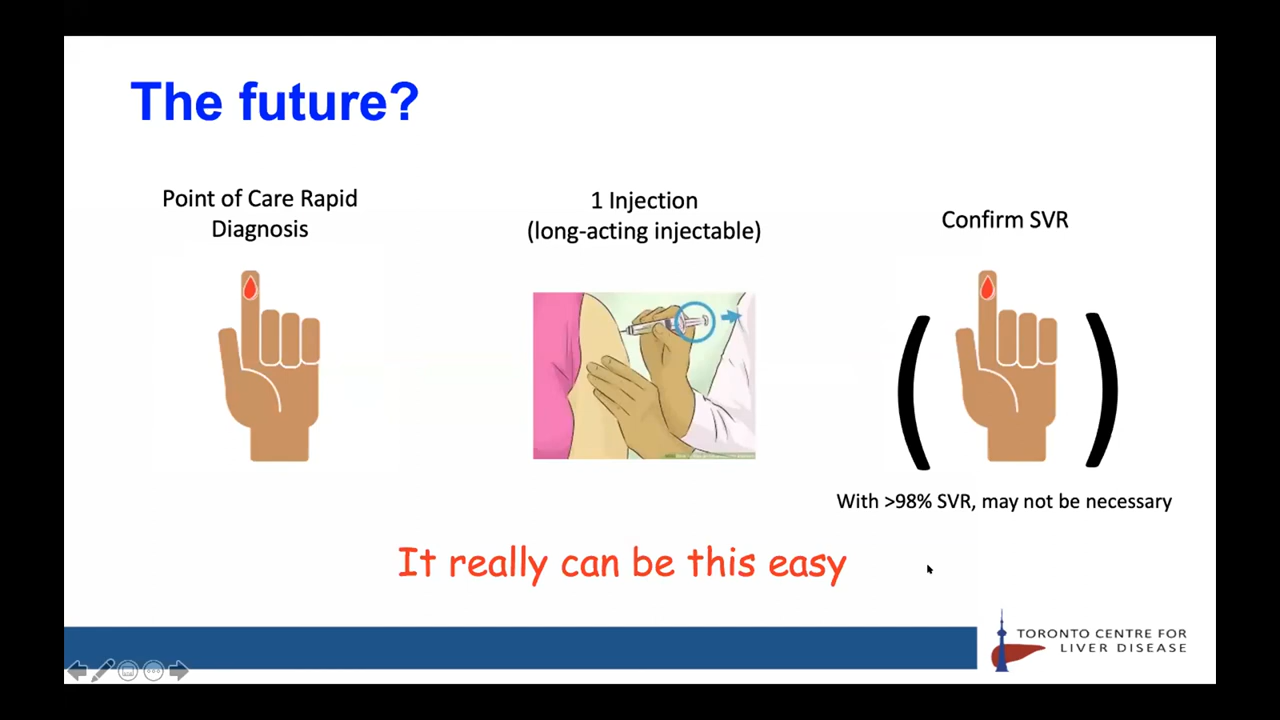 The future?
Point of Care Rapid
Diagnosis
1 Injection
(long-acting injectable)
Confirm SVR
( )
With >98% SVR, may not be necessary
It really can be this easy
TORONTO CENTRE FOR
LIVER DISEASE